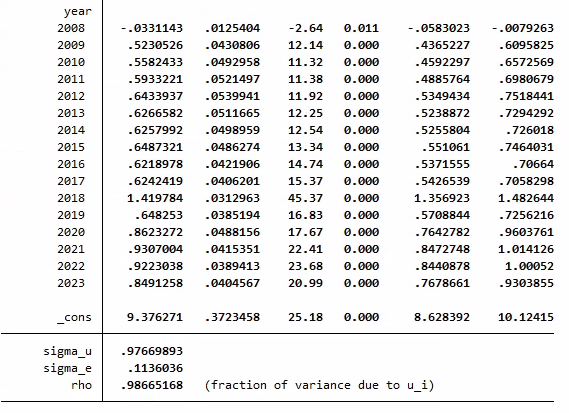 year
2008 -.0331143 .0125404 -2.64 0.011 -.0583023 -.0079263
2009 .5230526 .0430806 12.14 0.000 .4365227 .6095825
2010 .5582433 .0492958 11.32 0.000 .4592297 .6572569
2011 .5933221 .0521497 11.38 0.000 .4885764 .6980679
2012 .6433937 .0539941 11.92 0.000 .5349434 .7518441
2013 .6266582 .0511665 12.25 0.000 .5238872 .7294292
2014 .6257992 .0498959 12.54 0.000 .5255804 .726018
2015 .6487321 .0486274 13.34 0.000 .551061 .7464031
2016 .6218978 .0421906 14.74 0.000 .5371555 .70664
2017 .6242419 .0406201 15.37 0.000 .5426539 .7058298
2018 1.419784 .0312963 45.37 0.000 1.356923 1.482644
2019 .648253 .0385194 16.83 0.000 .5708844 .7256216
2020 .8623272 .0488156 17.67 0.000 .7642782 .9603761
2021 .9307004 .0415351 22.41 0.000 .8472748 1.014126
2022 .9223038 .0389413 23.68 0.000 .8440878 1.00052
2023 .8491258 .0404567 20.99 0.000 .7678661 .9303855
_cons 9.376271 .3723458 25.18 0.000 8.628392 10.12415
sigma_u .97669893
sigma_e .1136036
rho .98665168 (fraction of variance due to u_i)